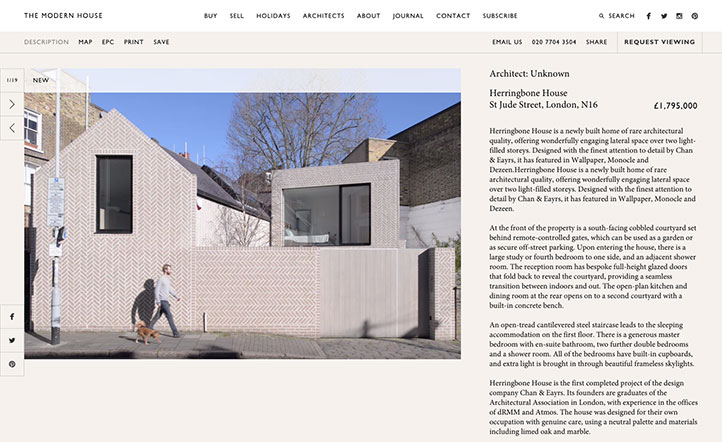 THE MODERN HOUSE
BUY SELL HOLIDAYS ARCHITECTS ABOUT JOURNAL CONTACT SUBSCRIBE
SEARCH
DESCRIPTION MAP EPC PRINT SAVE
EMAIL US 020 7704 3504 SHARE REQUEST VIEWING
1/19
NEW
Architect: Unknown
Herringbone House
St Jude Street, London, N16
£1,795,000
Herringbone House is a newly built home of rare architectural
quality, offering wonderfully engaging lateral space over two light-
filled storeys. Designed with the finest attention to detail by Chan
& Eayrs, it has featured in Wallpaper, Monocle and
Dezeen.Herringbone House is a newly built home of rare
architectural quality, offering wonderfully engaging lateral space
over two light-filled storeys. Designed with the finest attention to
detail by Chan & Eayrs, it has featured in Wallpaper, Monocle and
Dezeen.
At the front of the property is a south-facing cobbled courtyard set
behind remote-controlled gates, which can be used as a garden or
as secure off-street parking. Upon entering the house, there is a
large study or fourth bedroom to one side, and an adjacent shower
room. The reception room has bespoke full-height glazed doors
that fold back to reveal the courtyard, providing a seamless
transition between indoors and out. The open-plan kitchen and
dining room at the rear opens on to a second courtyard with a
built-in concrete bench.
An open-tread cantilevered steel staircase leads to the sleeping
accommodation on the first floor. There is a generous master
bedroom with en-suite bathroom, two further double bedrooms
and a shower room. All of the bedrooms have built-in cupboards,
and extra light is brought in through beautiful frameless skylights.
Herringbone House is the first completed project of the design
company Chan & Eayrs. Its founders are graduates of the
Architectural Association in London, with experience in the offices
of dRMM and Atmos. The house was designed for their own
occupation with genuine care, using a neutral palette and materials
including limed oak and marble.